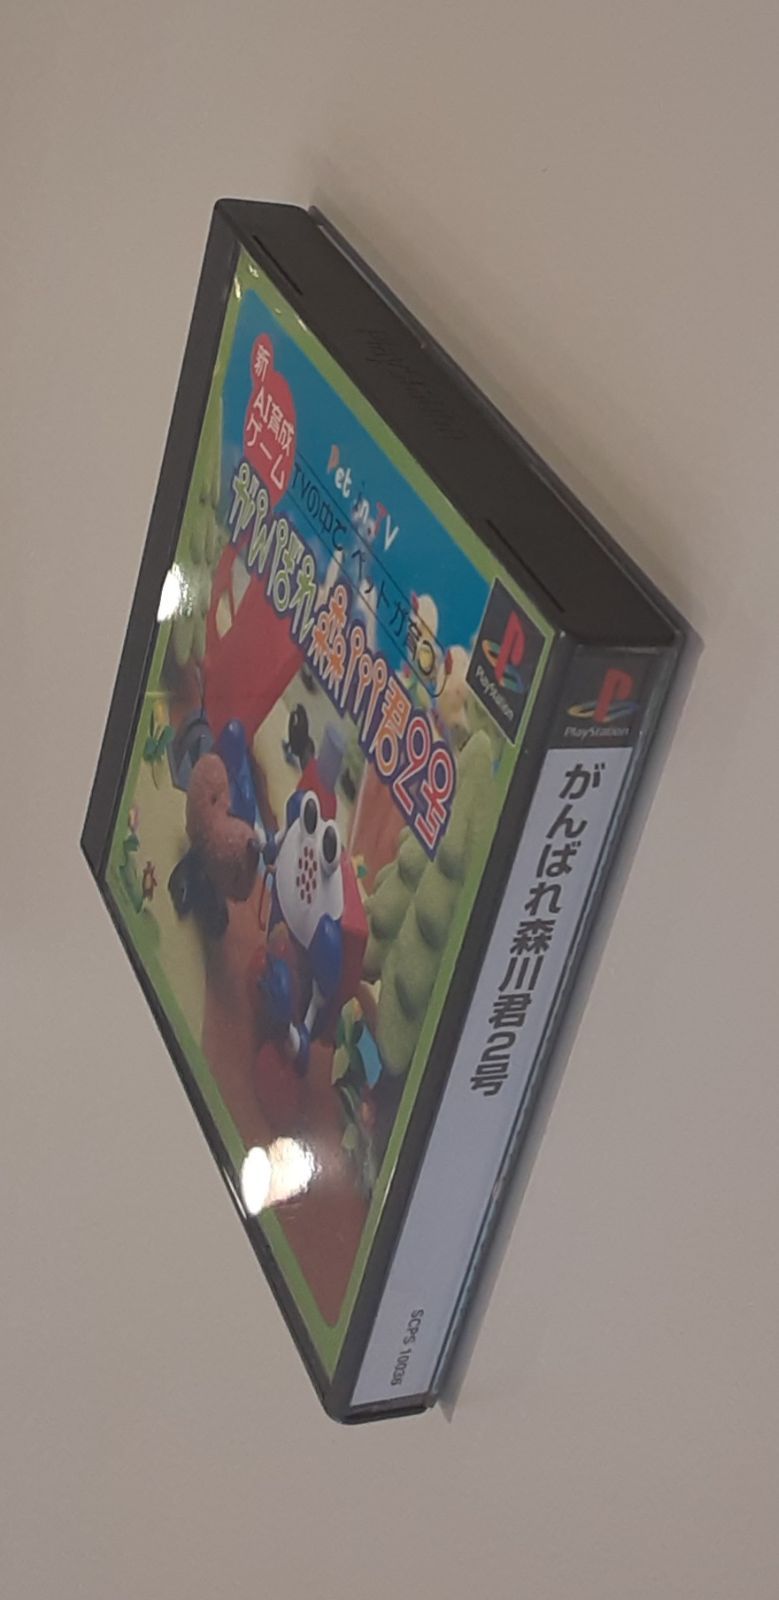 PlayStation
新
AI育成
ゲーム
Pet in TV
TVの中で ペットが育つ
がんばれ森川君2号
PlayStation
PlayStation
がんばれ森川君2号
SCPS 10036